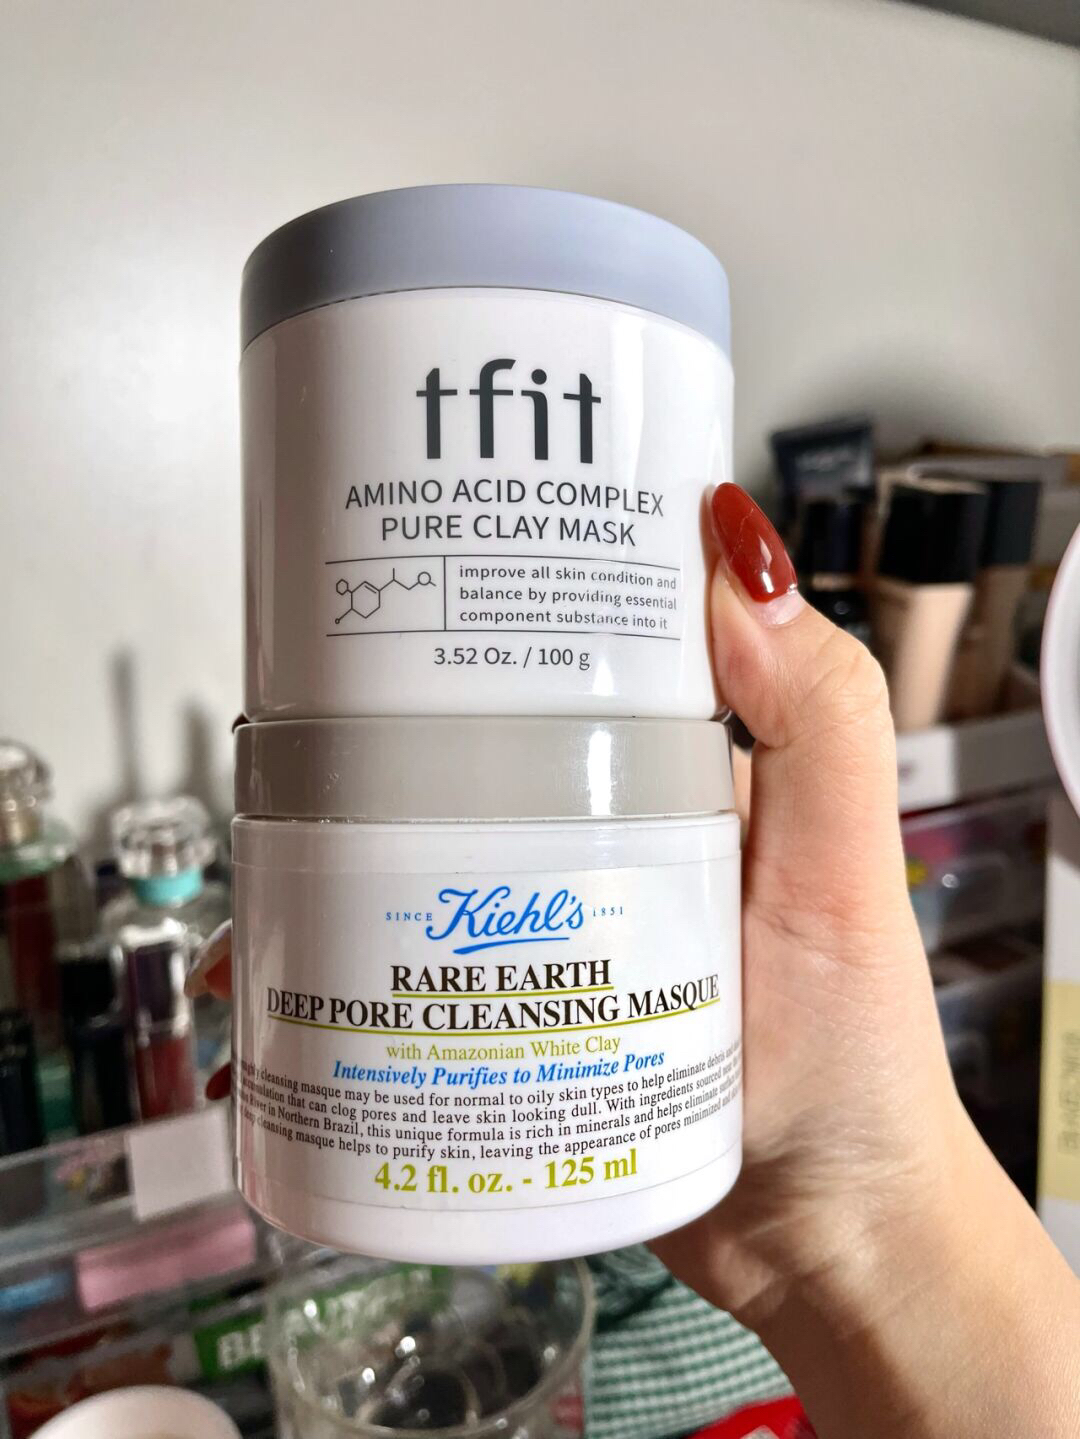 tfit
AMINO ACID COMPLEX
PURE CLAY MASK
improve all skin condition and
balance by providing essential
component substance into it
3.52 Oz. / 100 g
SINCE Kiehl's 1851
RARE EARTH
DEEP PORE CLEANSING MASQUE
with Amazonian White Clay
Intensively Purifies to Minimize Pores
cleansing masque may be used for normal to oily skin types to help eliminate debris
that can clog pores and leave skin looking dull. With ingredients sourced
River in Northern Brazil, this unique formula is rich in minerals and helps eliminate
cleansing masque helps to purify skin, leaving the appearance of pores minimized
4.2 fl. oz. - 125 ml